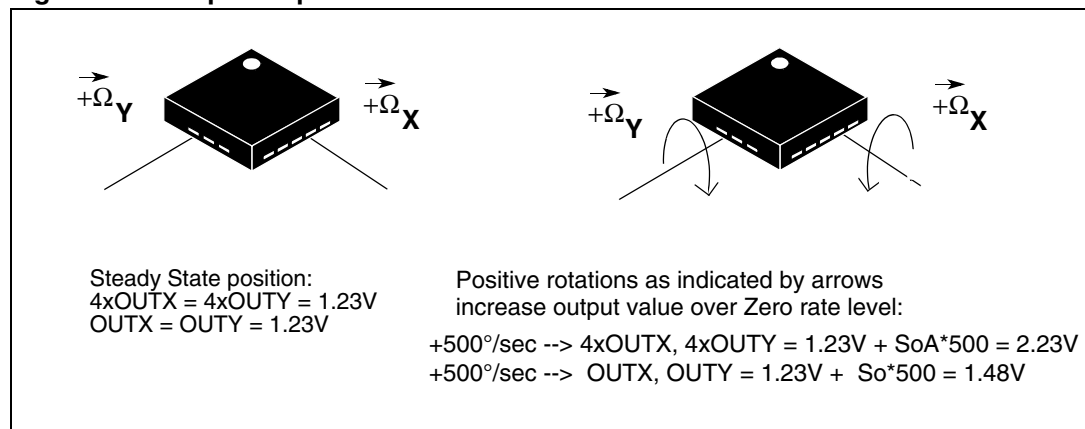 +Ω Y
+Ω X
+Ω Y
+Ω X
Steady State position:
4xOUTX = 4xOUTY = 1.23V
OUTX = OUTY = 1.23V
Positive rotations as indicated by arrows
increase output value over Zero rate level:
+500°/sec --> 4xOUTX, 4xOUTY = 1.23V + SoA*500 = 2.23V
+500°/sec --> OUTX, OUTY = 1.23V + So*500 = 1.48V